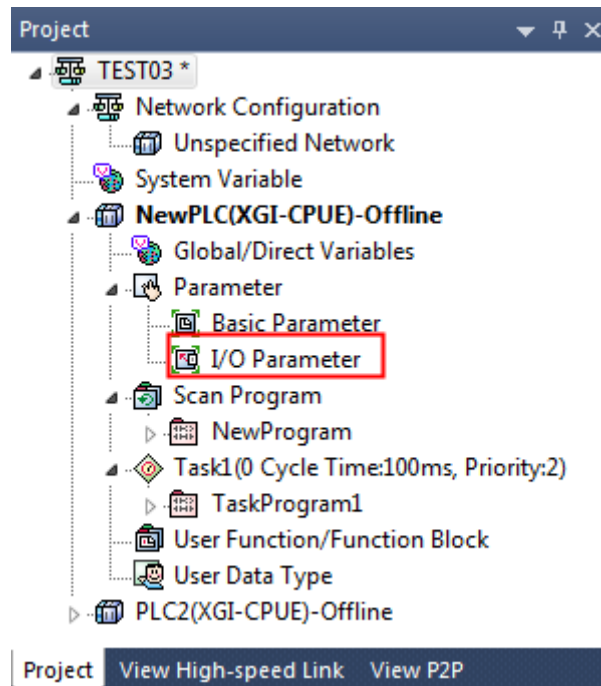 Project
TEST03 *
Network Configuration
Unspecified Network
System Variable
NewPLC(XGI-CPUE)-Offline
Global/Direct Variables
Parameter
Basic Parameter
I/O Parameter
Scan Program
NewProgram
Task1(0 Cycle Time:100ms, Priority:2)
TaskProgram1
User Function/Function Block
User Data Type
PLC2(XGI-CPUE)-Offline
Project View High-speed Link View P2P